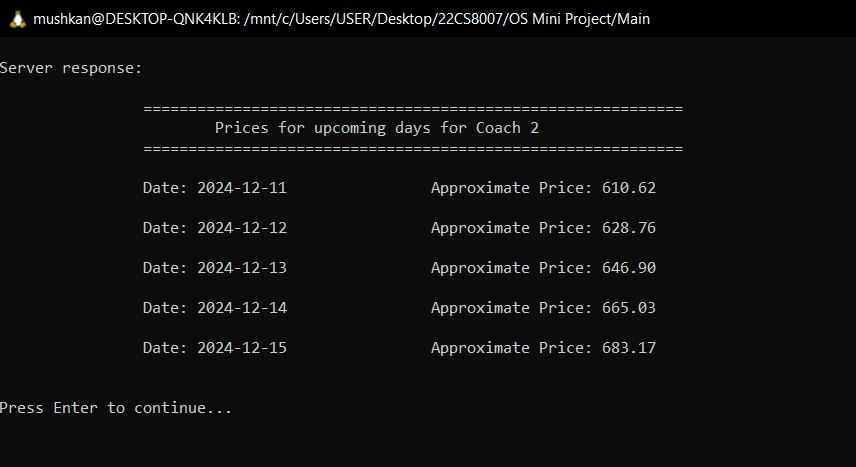 mushkan@DESKTOP-QNK4KLB: /mnt/c/Users/USER/Desktop/22CS8007/OS Mini Project/Main
Server response:
============================================================
Prices for upcoming days for Coach 2
============================================================
Date: 2024-12-11 Approximate Price: 610.62
Date: 2024-12-12 Approximate Price: 628.76
Date: 2024-12-13 Approximate Price: 646.90
Date: 2024-12-14 Approximate Price: 665.03
Date: 2024-12-15 Approximate Price: 683.17
Press Enter to continue...